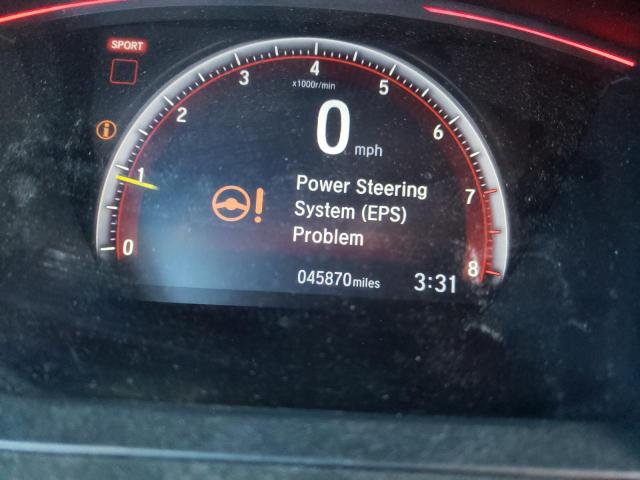 SPORT
4
x1000r/min
3
5
2
6
0 mph
1
7
Power Steering
System (EPS)
Problem
0
8
045870miles
3:31